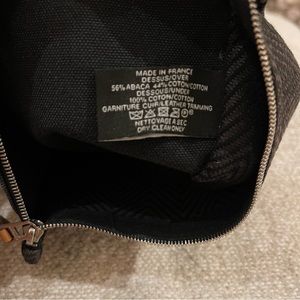 MADE IN FRANCE
DESSUS/OVER
56% ABACA 44% COTON/COTTON
DESSOUS/UNDER
100% COTON/COTTON
GARNITURE CUIR/LEATHER TRIMMING
NETTOYAGE A SEC
DRY CLEAN ONLY